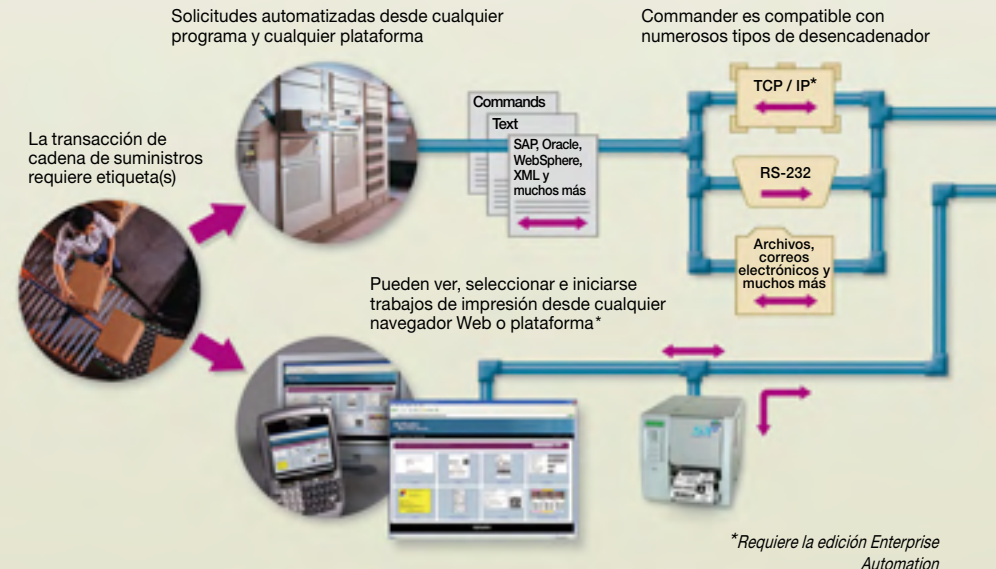 Solicitudes automatizadas desde cualquier
programa y cualquier plataforma
Commander es compatible con
numerosos tipos de desencadenador
La transacción de
cadena de suministros
requiere etiqueta(s)
Commands
Text
SAP, Oracle,
WebSphere,
XML y
muchos más
TCP / IP*
RS-232
Archivos,
correos
electrónicos y
muchos más
Pueden ver, seleccionar e iniciarse
trabajos de impresión desde cualquier
navegador Web o plataforma*
*Requiere la edición Enterprise
Automation